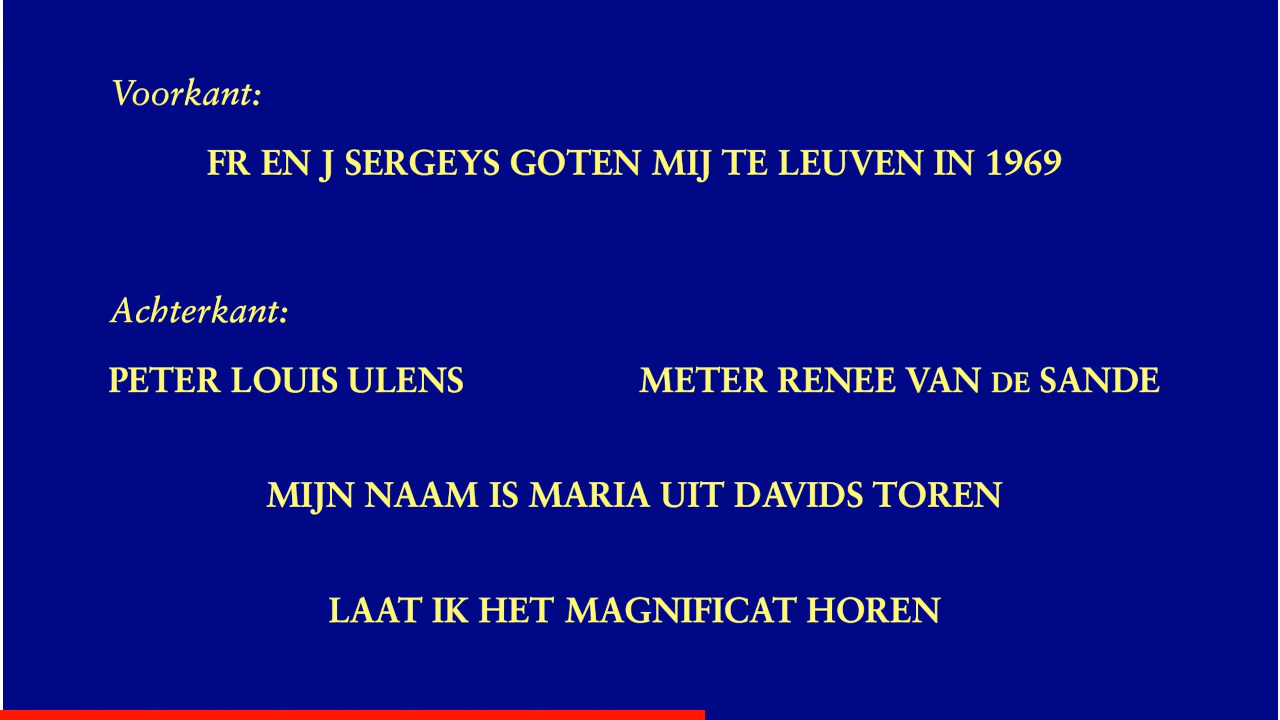 Voorkant:
FR EN J SERGEYS GOTEN MIJ TE LEUVEN IN 1969
Achterkant:
PETER LOUIS ULENS METER RENEE VAN DE SANDE
MIJN NAAM IS MARIA UIT DAVIDS TOREN
LAAT IK HET MAGNIFICAT HOREN